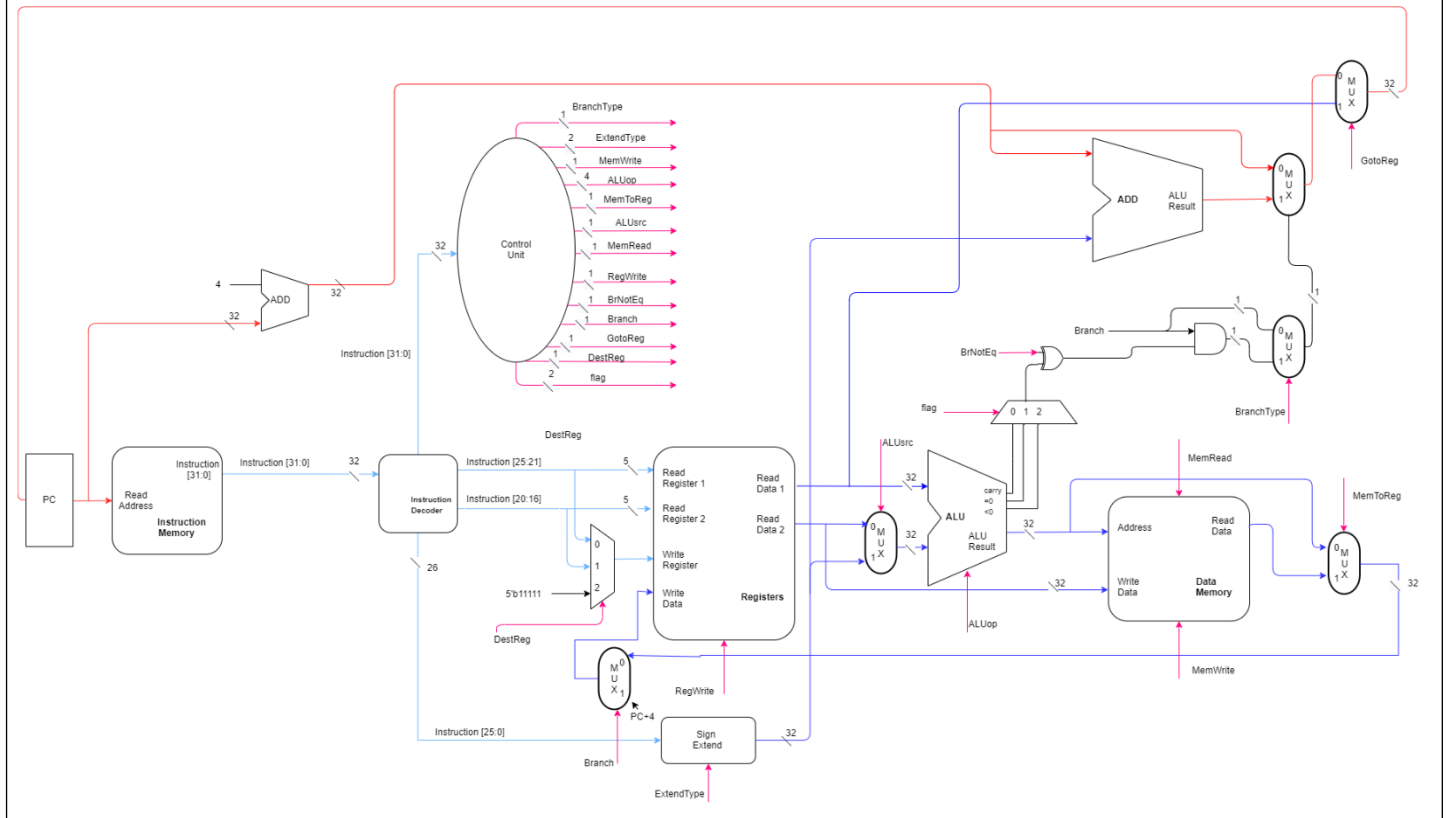 32
0
M
U
X
1
GotoReg
BranchType
1
ExtendType
2
MemWrite
1
ALUop
4
MemToReg
1
ALUsrc
1
MemRead
1
RegWrite
1
BrNotEq
1
Branch
1
GotoReg
1
DestReg
1
flag
2
Control
Unit
32
ADD
ALU
Result
0
M
U
X
1
4
ADD
32
32
Instruction [31:0]
Branch
1
1
1
BrNotEq
0
M
U
X
1
BranchType
flag
0 1 2
DestReg
PC
Instruction
[31:0]
Read
Address
Instruction
Memory
Instruction [31:0]
32
Instruction
Decoder
Instruction [25:21]
5
Instruction [20:16]
5
26
0
1
2
5'b11111
DestReg
Read
Register 1
Read
Register 2
Write
Register
Write
Data
Read
Data 1
Read
Data 2
Registers
RegWrite
ALUsrc
0
M
U
X
1
32
32
ALU
carry
=0
<0
ALU
Result
ALUop
32
32
MemRead
Address
Read
Data
Write
Data
Data
Memory
MemWrite
MemToReg
0
M
U
X
1
32
M
U
X
0
1
PC+4
Branch
Instruction [25:0]
Sign
Extend
32
ExtendType